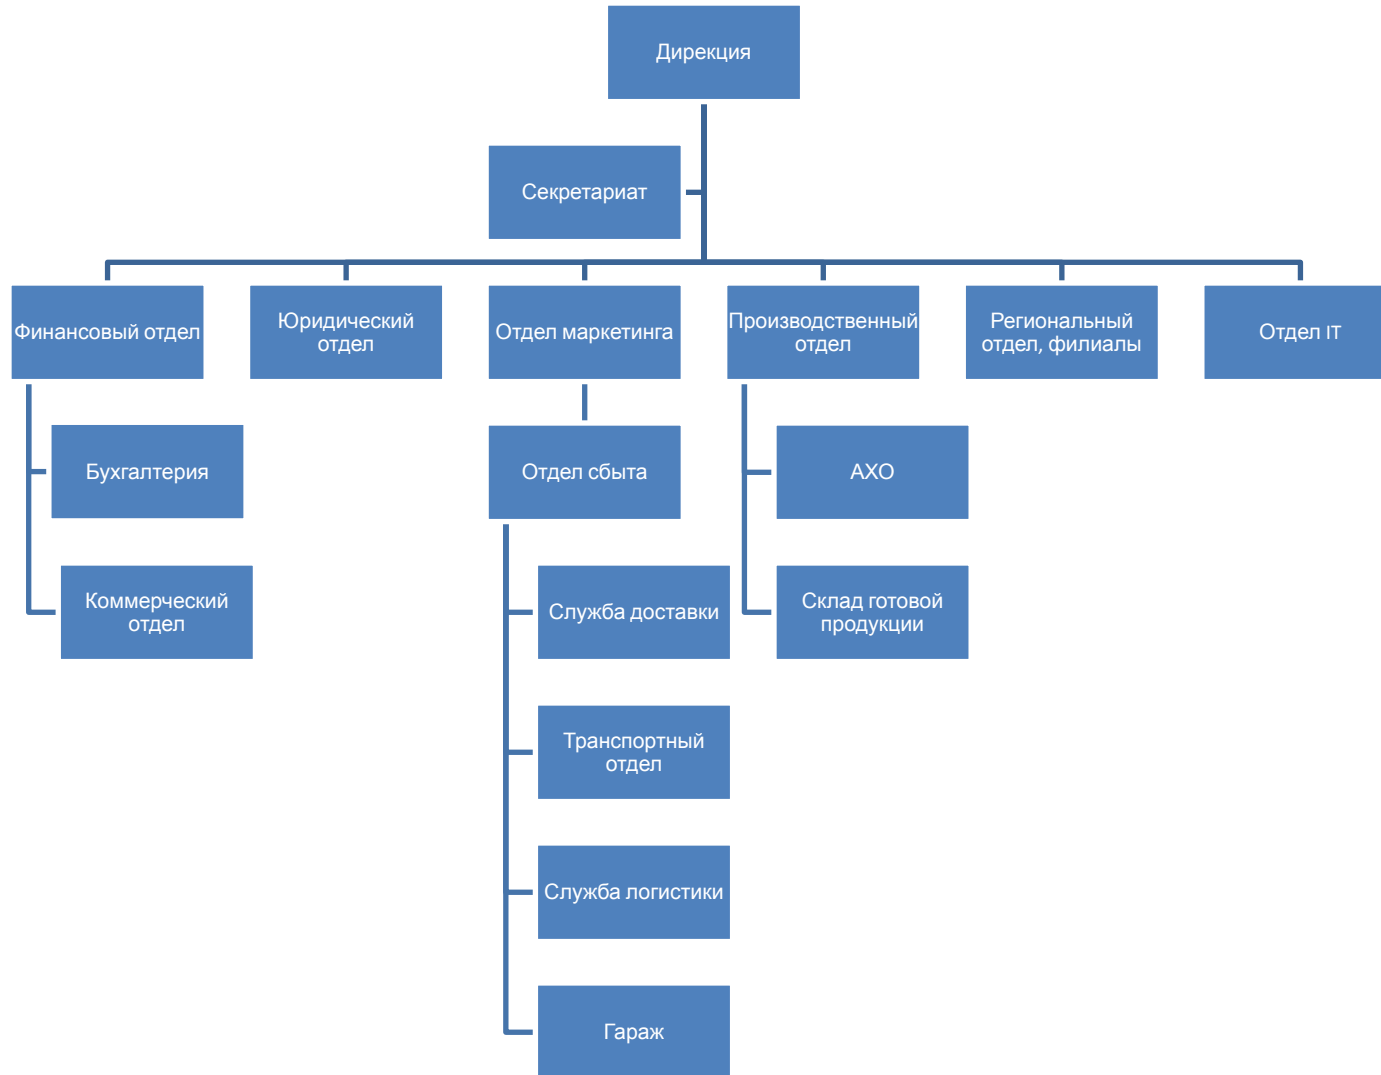 Дирекция
Секретариат
Финансовый отдел
Юридический
отдел
Отдел маркетинга
Производственный
отдел
Региональный
отдел, филиалы
Отдел IT
Бухгалтерия
Отдел сбыта
АХО
Коммерческий
отдел
Служба доставки
Склад готовой
продукции
Транспортный
отдел
Служба логистики
Гараж